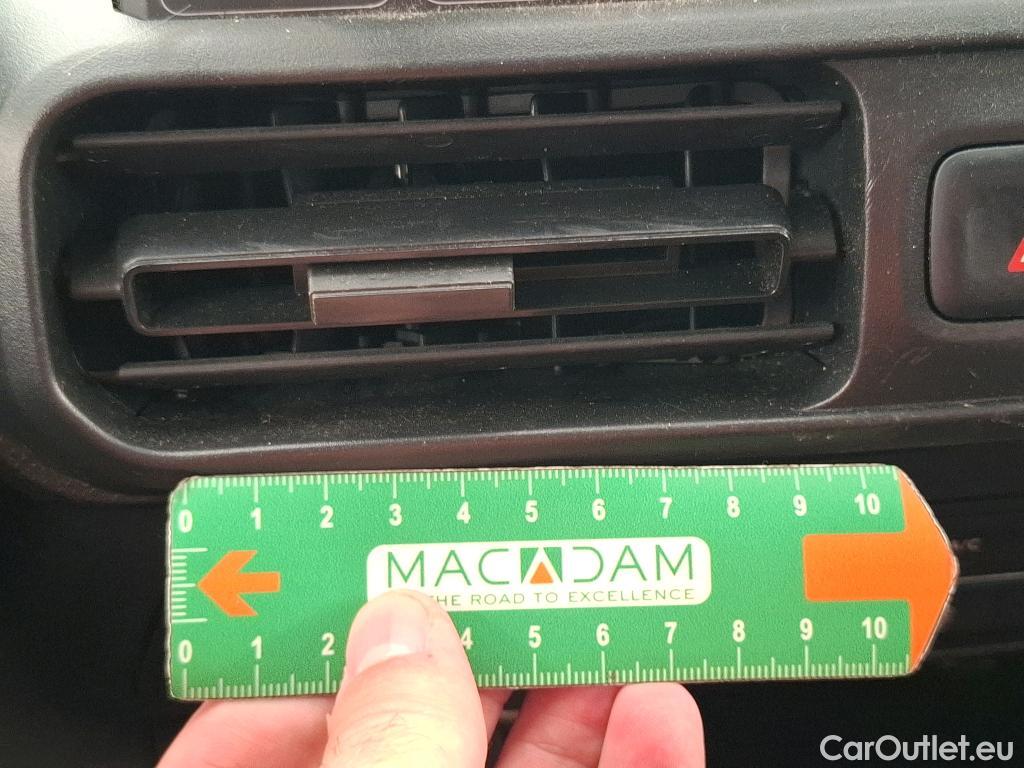 0 1 2 3 4 5 6 7 8 9 10
MACADAM
HE ROAD TO EXCELLENCE
0 1 2 4 5 6 7 8 9 10
CarOutlet.eu